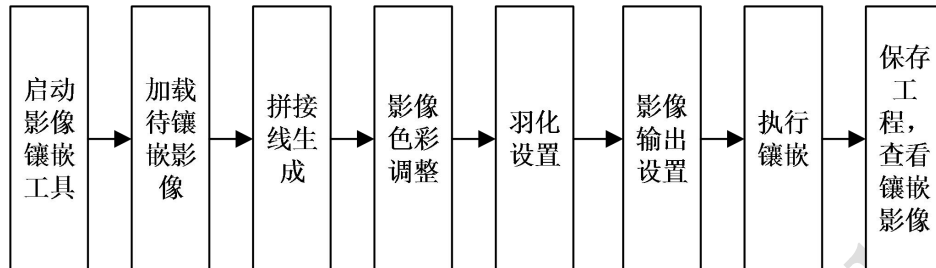 启动
影像
镶嵌
工具
加载
待镶
嵌影
像
拼接
线生
成
影像
色彩
调整
羽化
设置
影像
输出
设置
执行
镶嵌
保存
工
程，
查看
镶嵌
影像